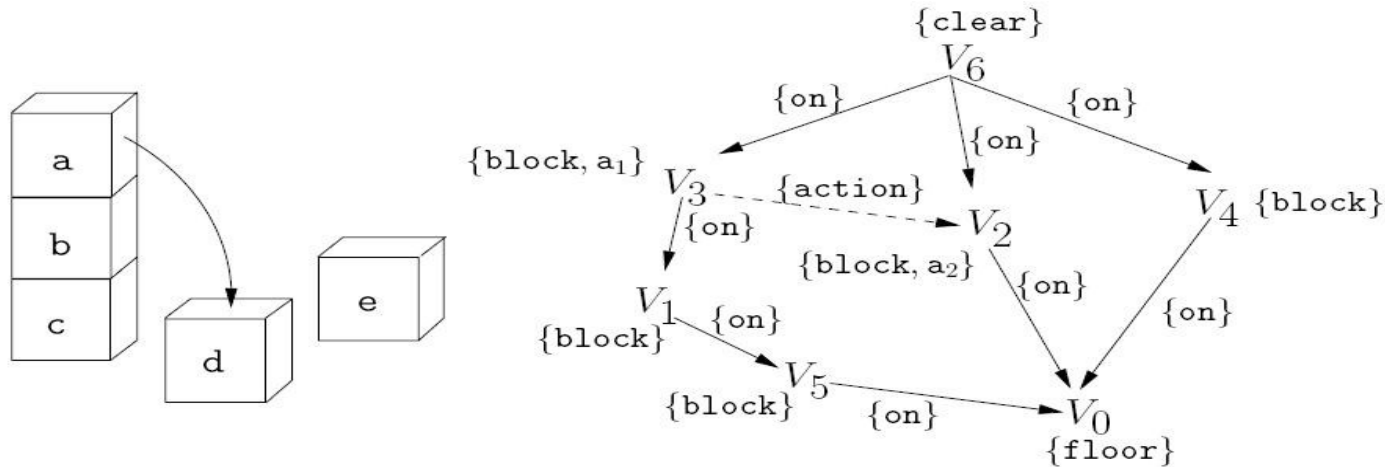 a
b
c
d
e
{clear}
V6
{on}
{on}
{on}
{block, a1}
V3
{action}
V2
V4 {block}
{on}
{block, a2}
V1
{on}
{on}
{on}
{block}
V5
{block}
{on}
V0
{floor}